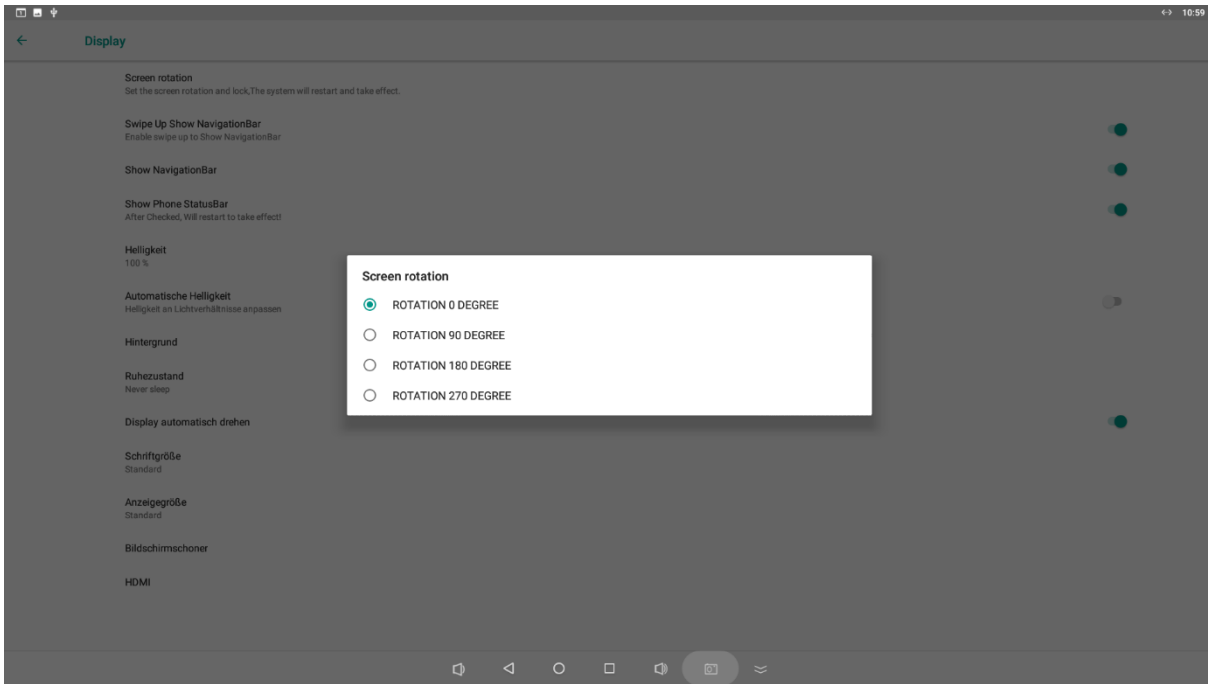 10:59
Display
Screen rotation
Set the screen rotation and lock,The system will restart and take effect.
Swipe Up Show NavigationBar
Enable swipe up to Show NavigationBar
Show NavigationBar
Show Phone StatusBar
After Checked, Will restart to take effect!
Helligkeit
100 %
Automatische Helligkeit
Helligkeit an Lichtverhältnisse anpassen
Hintergrund
Ruhezustand
Never sleep
Display automatisch drehen
Schriftgröße
Standard
Anzeigegröße
Standard
Bildschirmschoner
HDMI
Screen rotation
ROTATION 0 DEGREE
ROTATION 90 DEGREE
ROTATION 180 DEGREE
ROTATION 270 DEGREE